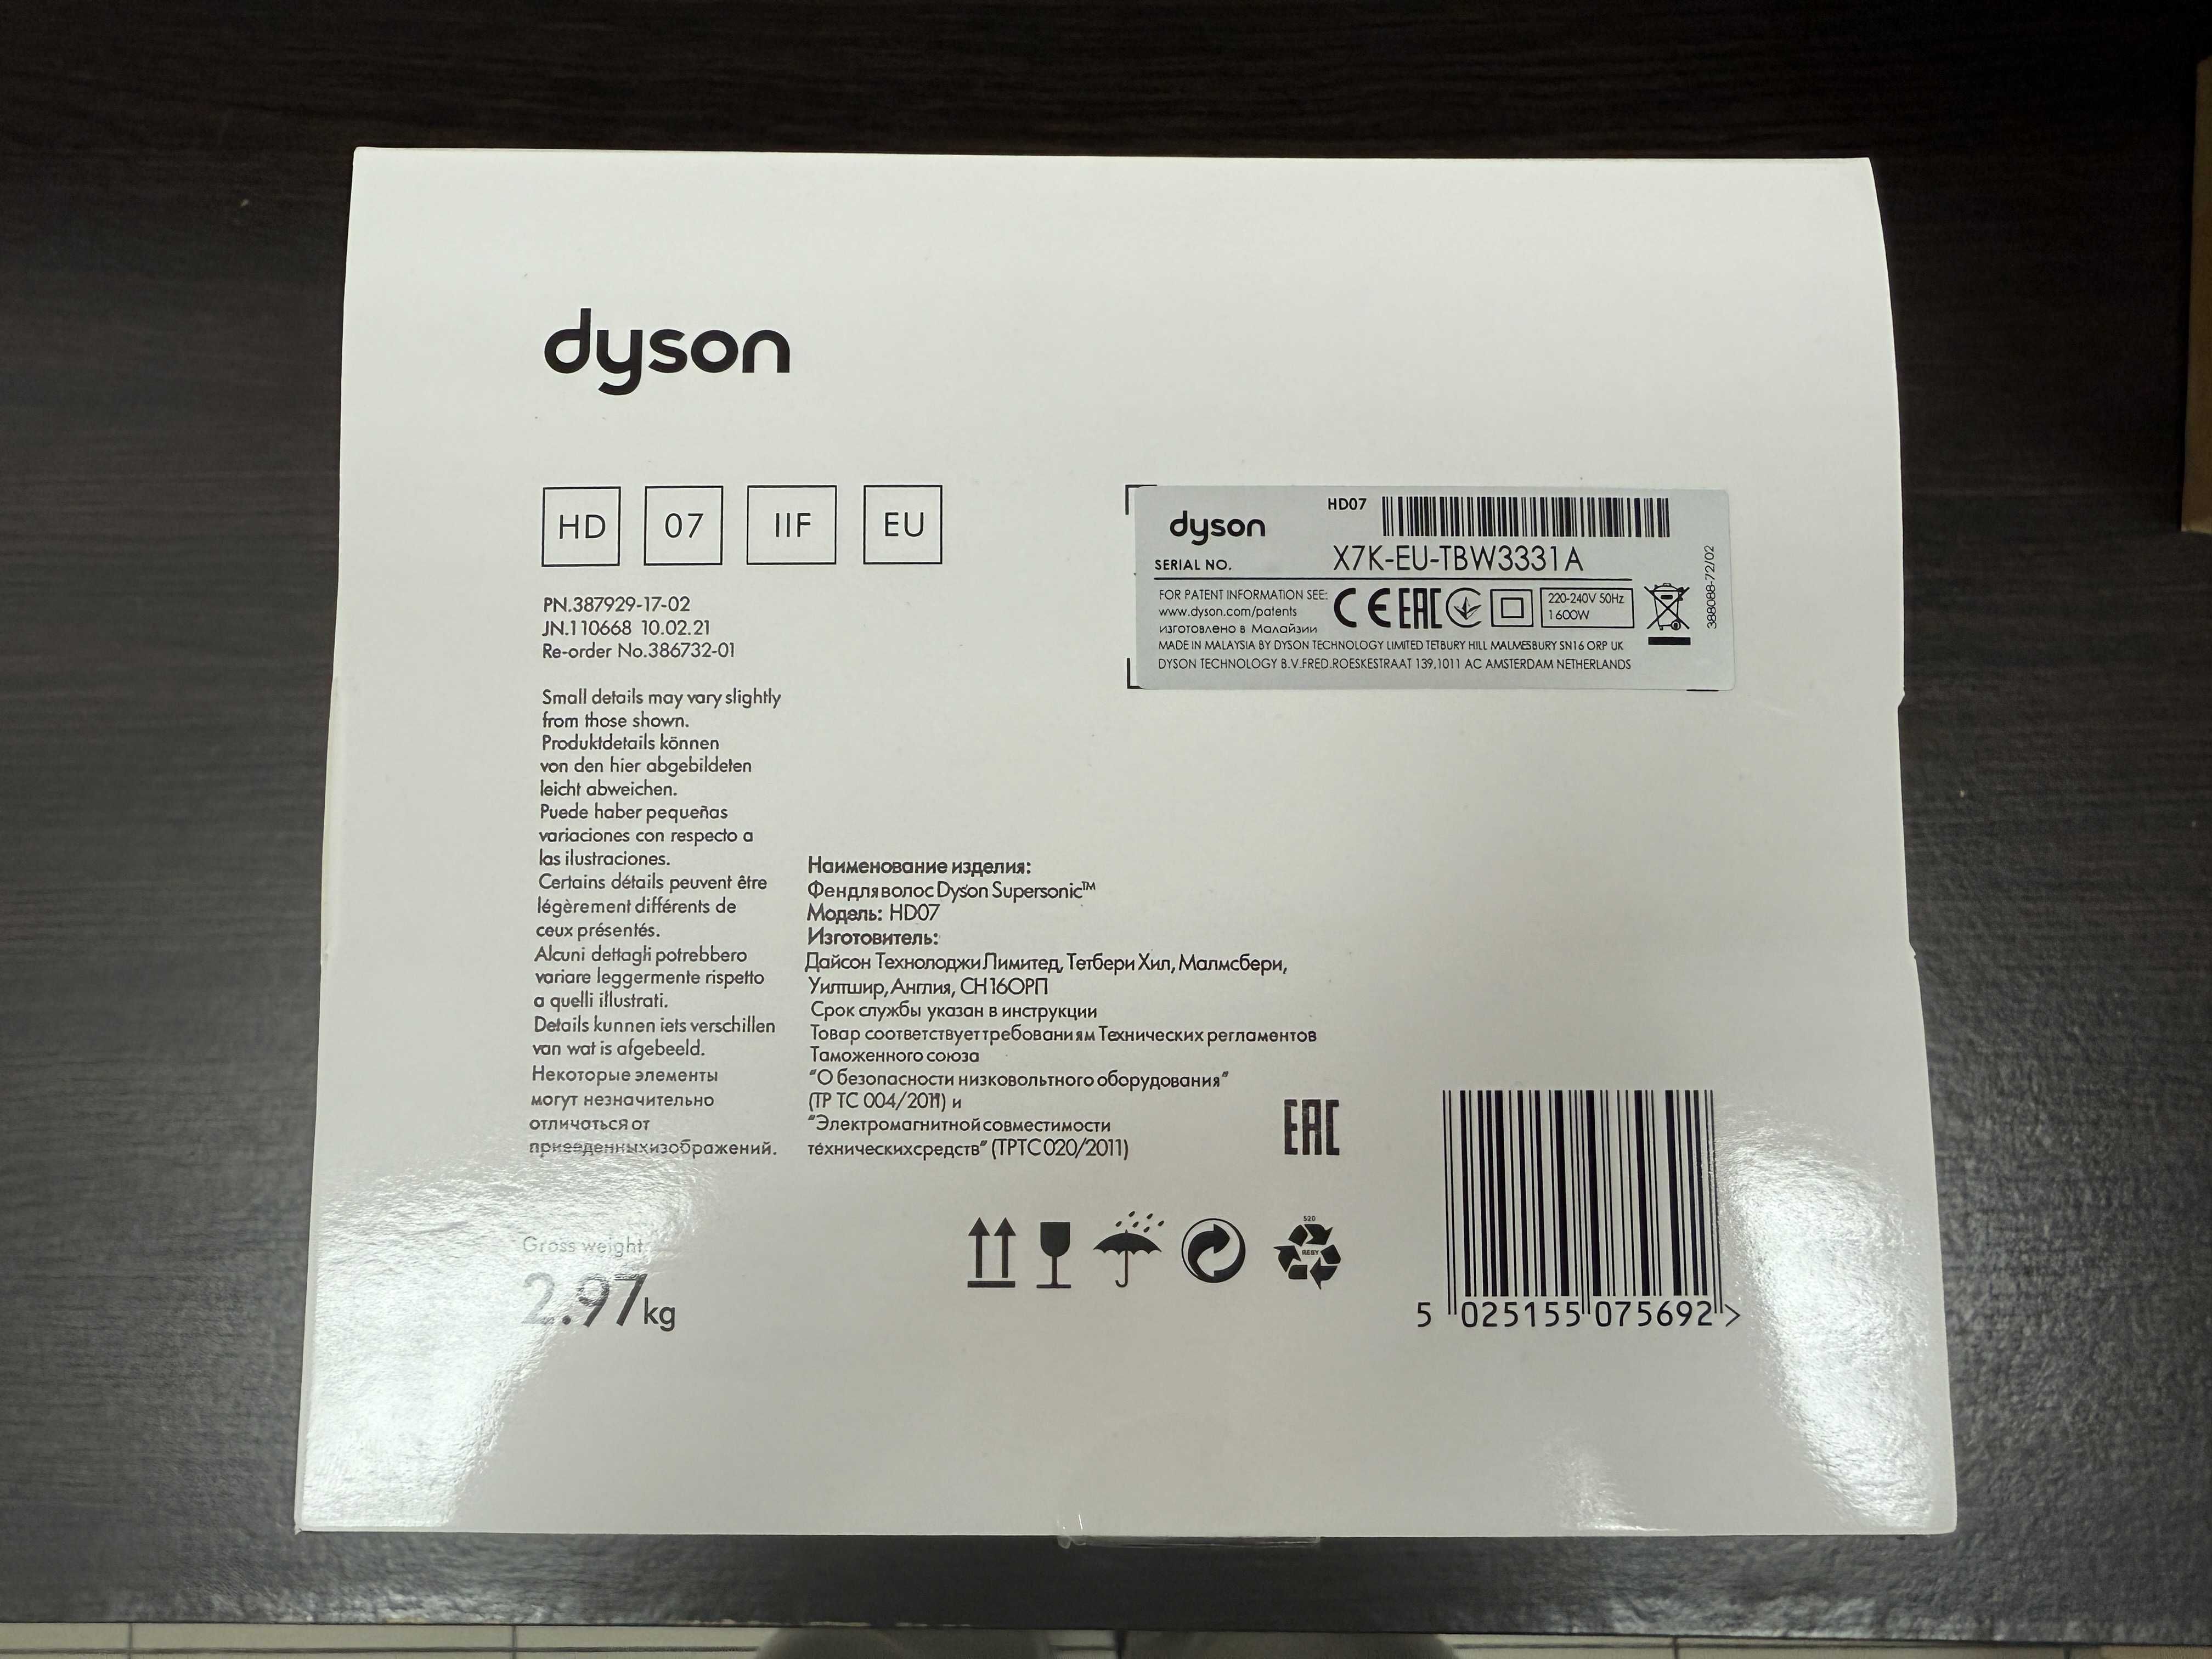 dyson
HD 07 IIF EU
PN.387929-17-02
JN.110668 10.02.21
Re-order No.386732-01
Small details may vary slightly
from those shown.
Produktdetails können
von den hier abgebildeten
leicht abweichen.
Puede haber pequeñas
variaciones con respecto a
las ilustraciones.
Certains détails peuvent être
légèrement différents de
ceux présentés.
Alcuni dettagli potrebbero
variare leggermente rispetto
a quelli illustrati.
Details kunnen iets verschillen
van wat is afgebeeld.
Некоторые элементы
могут незначительно
отличаться от
приведенныхизображений.
Gross weight
2.97kg
dyson
HD07
SERIAL NO. X7K-EU-TBW3331A
FOR PATENT INFORMATION SEE:
www.dyson.com/patents
изготовлено в Малайзии
CE EAC
220-240V 50Hz
1600W
MADE IN MALAYSIA BY DYSON TECHNOLOGY LIMITED TETBURY HILL MALMESBURY SN16 ORP UK
DYSON TECHNOLOGY B.V.FRED.ROESKESTRAAT 139,1011 AC AMSTERDAM NETHERLANDS
388088-72/02
Наименование изделия:
Фендляволос Dyson Supersonic™
Модель: HD07
Изготовитель:
Дайсон Технолоджи Лимитед, Тетбери Хил, Малмсбери,
Уилтшир, Англия, СН16ОРП
Срок службы указан в инструкции
Товар соответствуеттребованиям Технических регламентов
Таможенного союза
"О безопасности низковольтного оборудования"
(ТР ТС 004/2011) и
"Электромагнитной совместимости
техническихсредств" (ТРТС 020/2011)
EAC
520
RESY
5 025155 075692 >